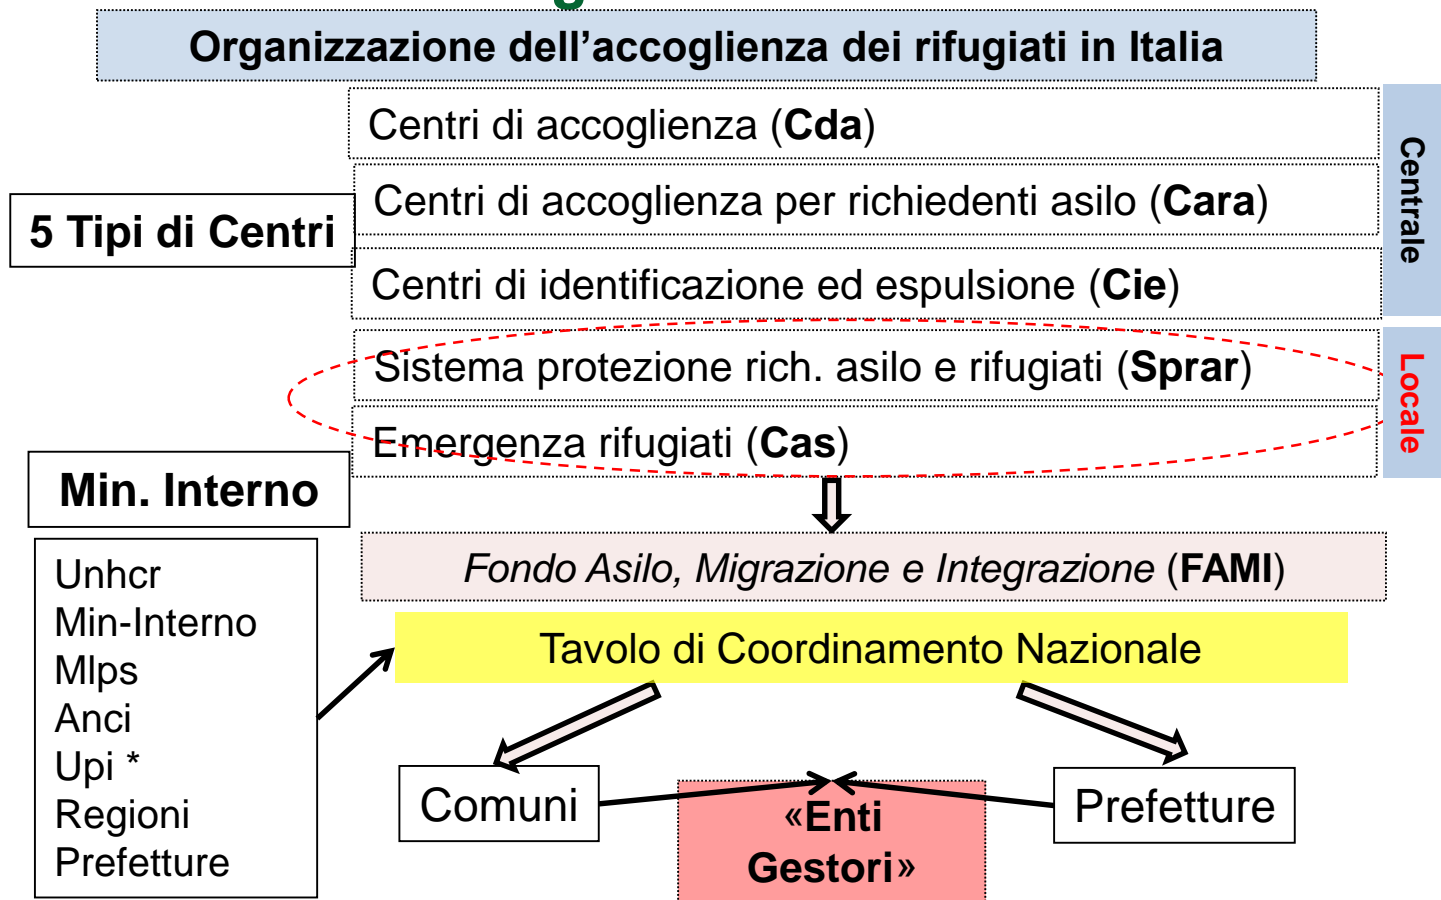 g
Organizzazione dell’accoglienza dei rifugiati in Italia
Centri di accoglienza (Cda)
Centri di accoglienza per richiedenti asilo (Cara)
5 Tipi di Centri
Centri di identificazione ed espulsione (Cie)
Centrale
Sistema protezione rich. asilo e rifugiati (Sprar)
Emergenza rifugiati (Cas)
Locale
Min. Interno
Fondo Asilo, Migrazione e Integrazione (FAMI)
Unhcr
Min-Interno
Mlps
Anci
Upi *
Regioni
Prefetture
Tavolo di Coordinamento Nazionale
Comuni
«Enti
Gestori»
Prefetture